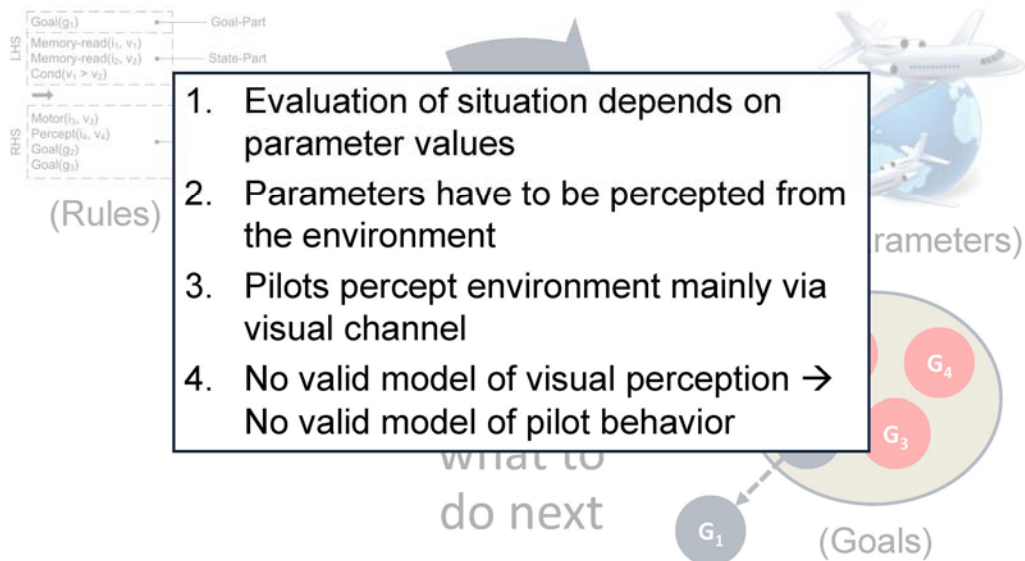 Goal(g₁)
Goal-Part
LHS
Memory-read(i₁, v₁)
Memory-read(i₂, v₂)
State-Part
Cond(v₁ > v₂)
RHS
Motor(i₃, v₃)
Percept(i₄, v₄)
Goal(g₂)
Goal(g₃)
(Rules)
1. Evaluation of situation depends on
parameter values
2. Parameters have to be percepted from
the environment
3. Pilots percept environment mainly via
visual channel
4. No valid model of visual perception →
No valid model of pilot behavior
rameters)
G₄
G₃
what to
do next
G₁
(Goals)